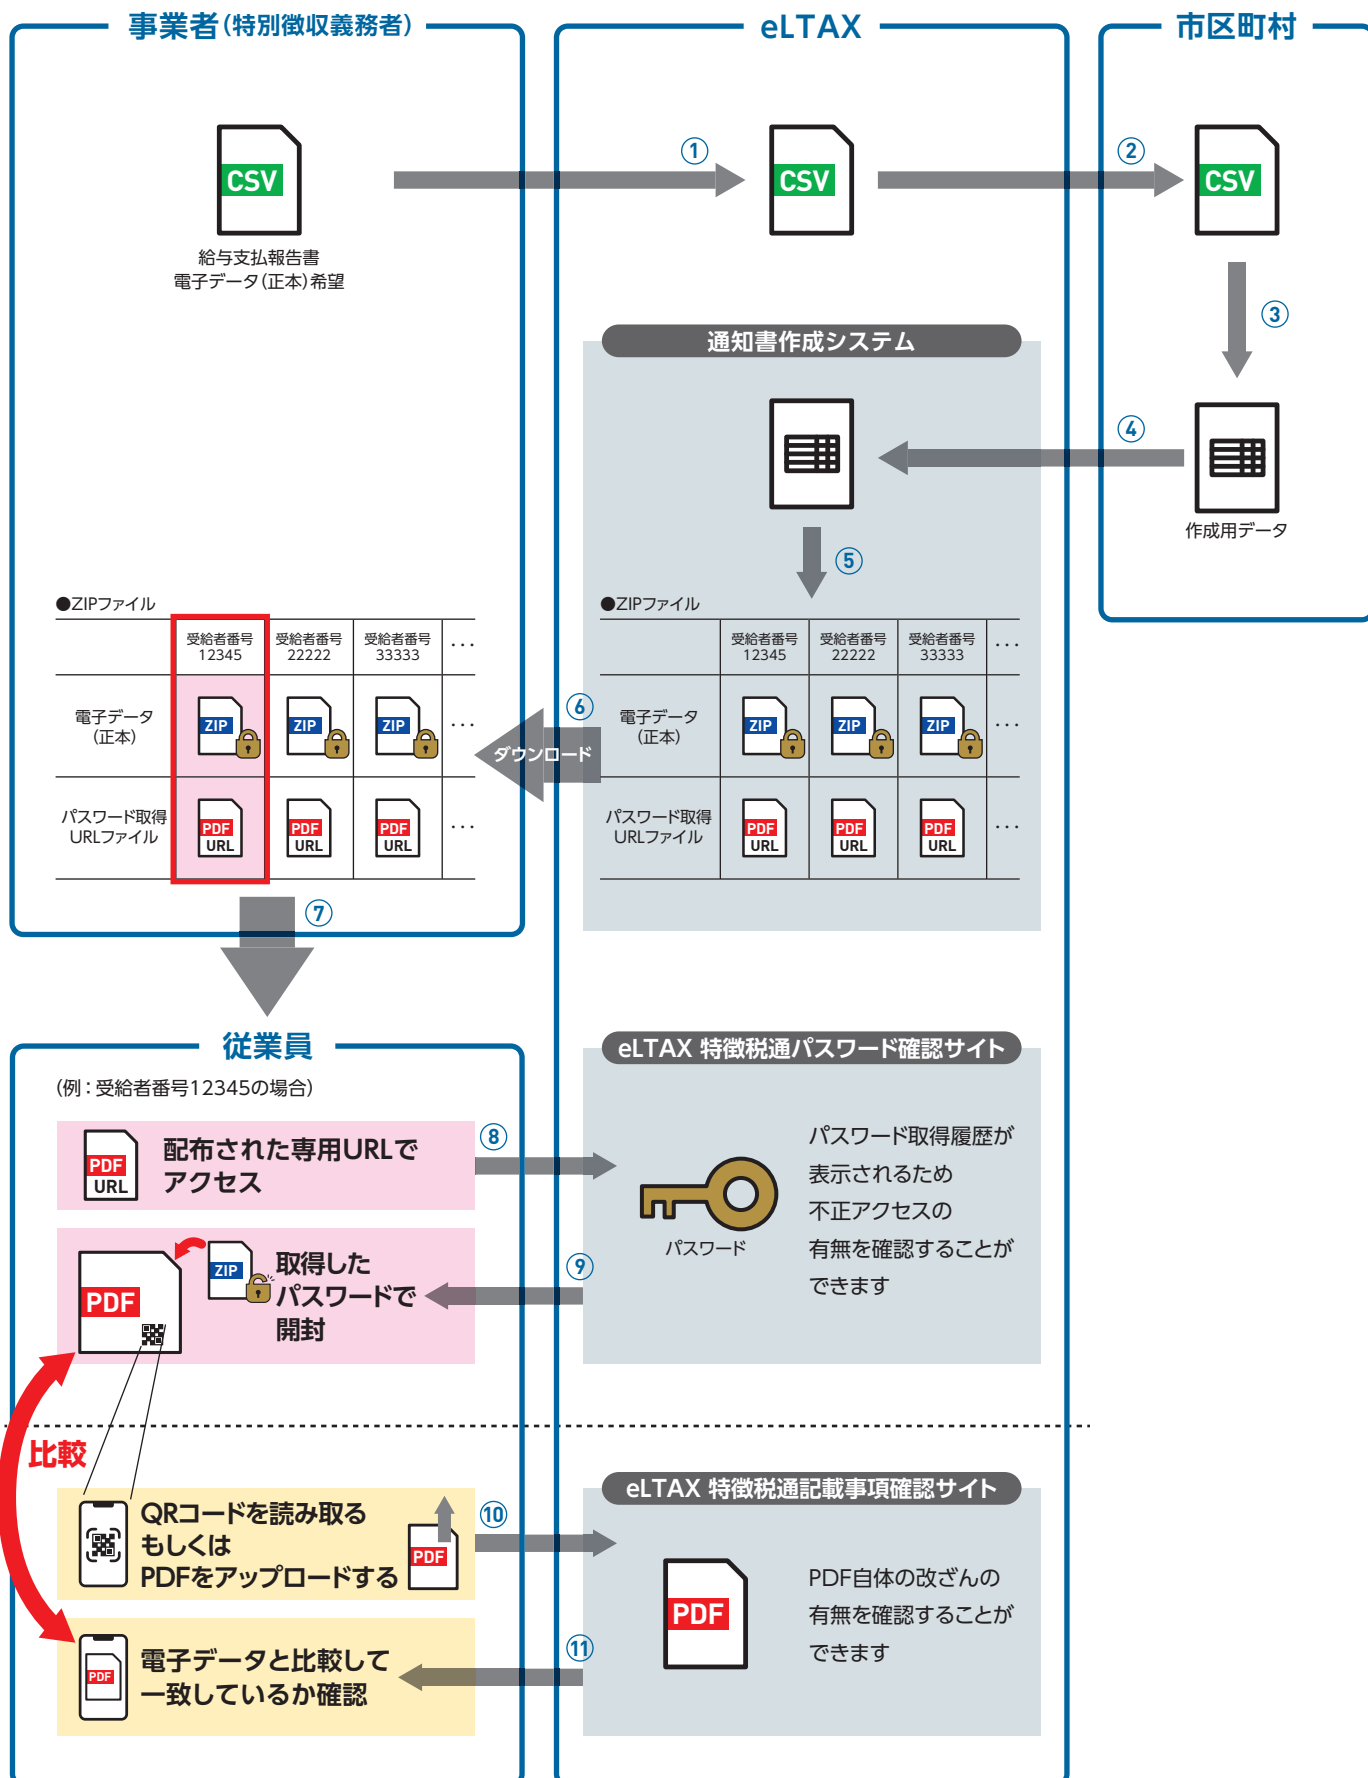 事業者(特別徴収義務者)
eLTAX
市区町村
①
②
CSV
CSV
CSV
給与支払報告書
電子データ(正本)希望
③
通知書作成システム
④
作成用データ
⑤
●ZIPファイル
受給者番号
12345
受給者番号
22222
受給者番号
33333
···
電子データ
(正本)
ZIP
ZIP
ZIP
···
パスワード取得
URLファイル
PDF
URL
PDF
URL
PDF
URL
···
⑥
ダウンロード
●ZIPファイル
受給者番号
12345
受給者番号
22222
受給者番号
33333
···
電子データ
(正本)
ZIP
ZIP
ZIP
···
パスワード取得
URLファイル
PDF
URL
PDF
URL
PDF
URL
···
⑦
従業員
(例：受給者番号12345の場合)
PDF
URL
配布された専用URLで
アクセス
⑧
eLTAX 特徴税通パスワード確認サイト
パスワード
パスワード取得履歴が
表示されるため
不正アクセスの
有無を確認することが
できます
PDF
ZIP
取得した
パスワードで
開封
⑨
比較
QRコードを読み取る
もしくは
PDFをアップロードする
PDF
⑩
eLTAX 特徴税通記載事項確認サイト
PDF
PDF自体の改ざんの
有無を確認することが
できます
PDF
電子データと比較して
一致しているか確認
⑪